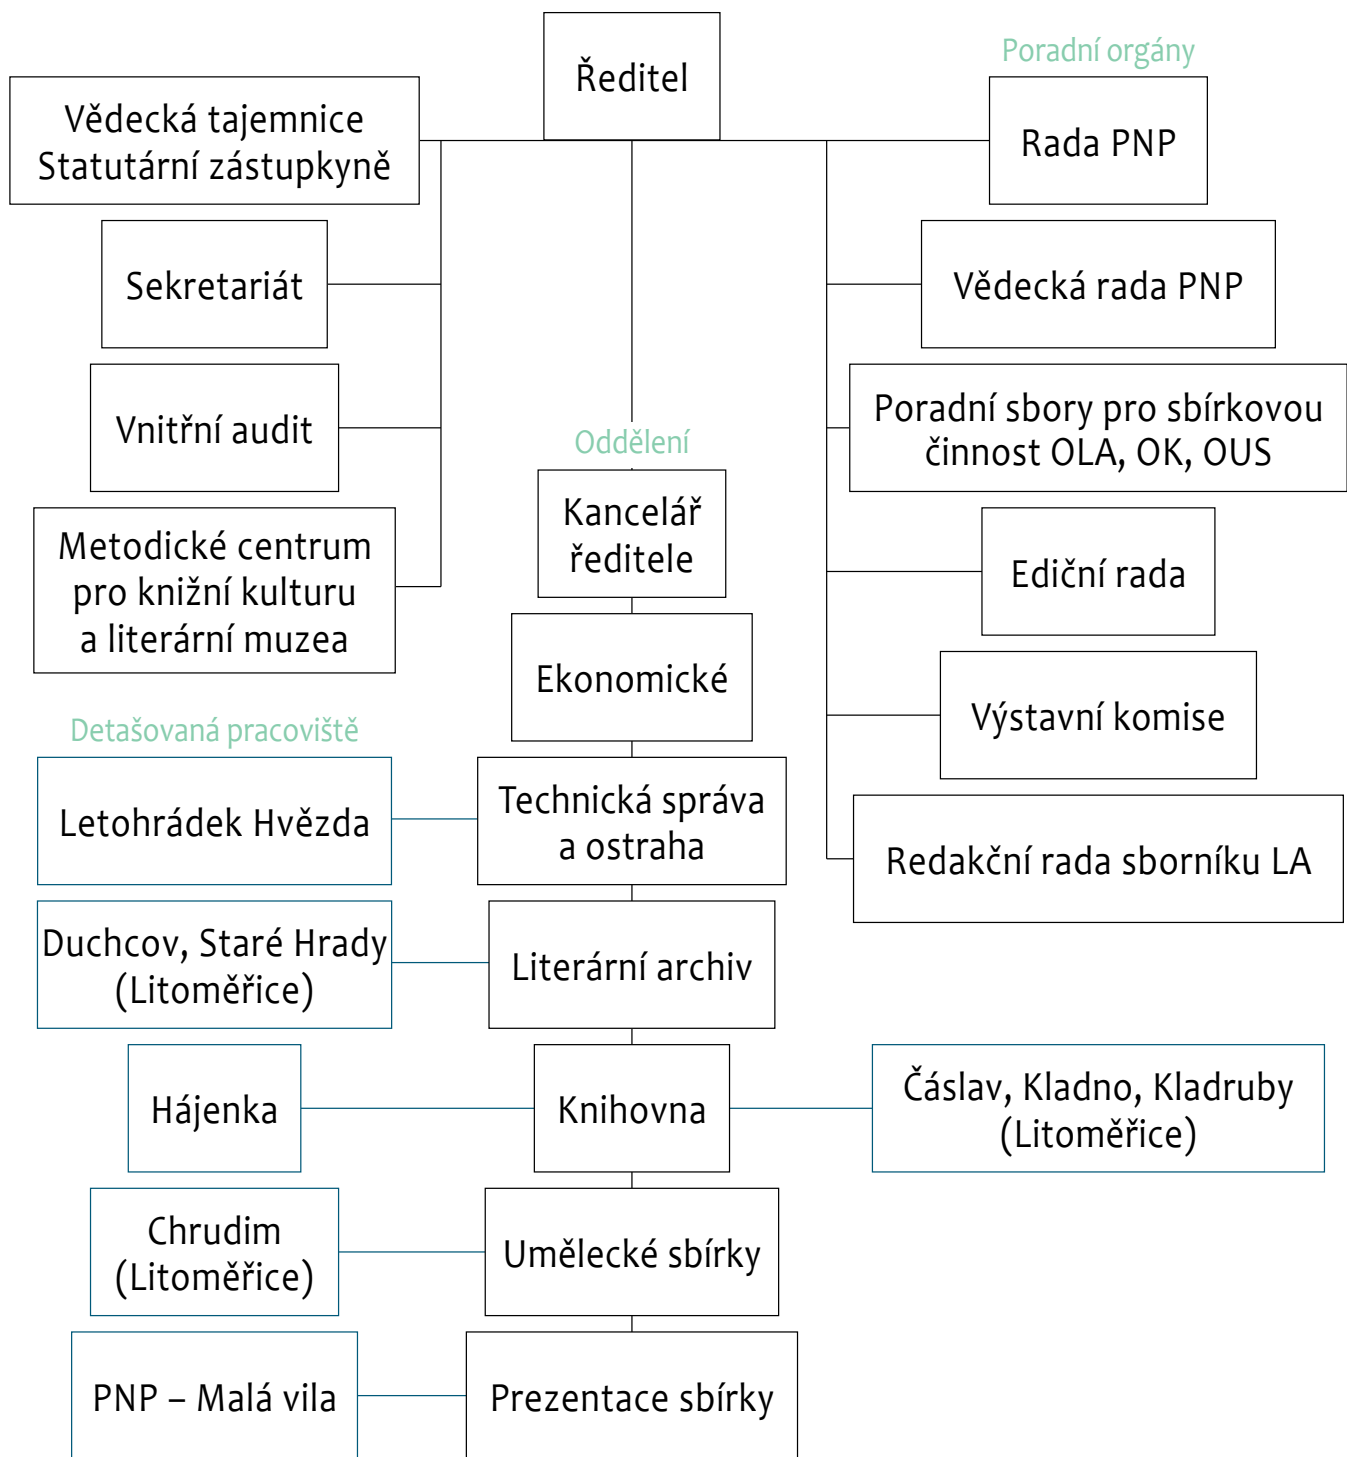 Ředitel
Vědecká tajemnice
Statutární zástupkyně
Sekretariát
Vnitřní audit
Metodické centrum
pro knižní kulturu
a literární muzea
Poradní orgány
Rada PNP
Vědecká rada PNP
Poradní sbory pro sbírkovou
činnost OLA, OK, OUS
Ediční rada
Výstavní komise
Redakční rada sborníku LA
Oddělení
Kancelář
ředitele
Ekonomické
Technická správa
a ostraha
Literární archiv
Knihovna
Umělecké sbírky
Prezentace sbírky
Detašovaná pracoviště
Letohrádek Hvězda
Duchcov, Staré Hrady
(Litoměřice)
Hájenka
Čáslav, Kladno, Kladruby
(Litoměřice)
Chrudim
(Litoměřice)
PNP – Malá vila